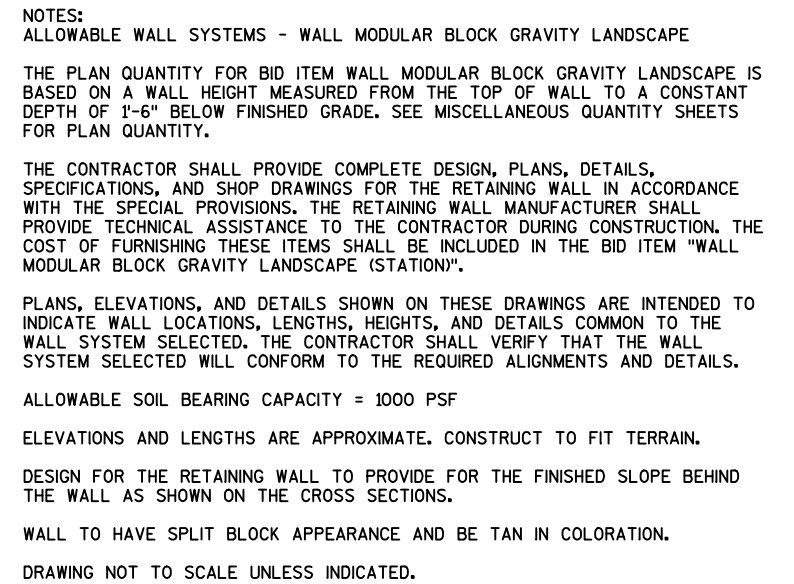 NOTES:
ALLOWABLE WALL SYSTEMS - WALL MODULAR BLOCK GRAVITY LANDSCAPE
THE PLAN QUANTITY FOR BID ITEM WALL MODULAR BLOCK GRAVITY LANDSCAPE IS
BASED ON A WALL HEIGHT MEASURED FROM THE TOP OF WALL TO A CONSTANT
DEPTH OF 1'-6" BELOW FINISHED GRADE. SEE MISCELLANEOUS QUANTITY SHEETS
FOR PLAN QUANTITY.
THE CONTRACTOR SHALL PROVIDE COMPLETE DESIGN, PLANS, DETAILS,
SPECIFICATIONS, AND SHOP DRAWINGS FOR THE RETAINING WALL IN ACCORDANCE
WITH THE SPECIAL PROVISIONS. THE RETAINING WALL MANUFACTURER SHALL
PROVIDE TECHNICAL ASSISTANCE TO THE CONTRACTOR DURING CONSTRUCTION. THE
COST OF FURNISHING THESE ITEMS SHALL BE INCLUDED IN THE BID ITEM "WALL
MODULAR BLOCK GRAVITY LANDSCAPE (STATION)".
PLANS, ELEVATIONS, AND DETAILS SHOWN ON THESE DRAWINGS ARE INTENDED TO
INDICATE WALL LOCATIONS, LENGTHS, HEIGHTS, AND DETAILS COMMON TO THE
WALL SYSTEM SELECTED. THE CONTRACTOR SHALL VERIFY THAT THE WALL
SYSTEM SELECTED WILL CONFORM TO THE REQUIRED ALIGNMENTS AND DETAILS.
ALLOWABLE SOIL BEARING CAPACITY = 1000 PSF
ELEVATIONS AND LENGTHS ARE APPROXIMATE. CONSTRUCT TO FIT TERRAIN.
DESIGN FOR THE RETAINING WALL TO PROVIDE FOR THE FINISHED SLOPE BEHIND
THE WALL AS SHOWN ON THE CROSS SECTIONS.
WALL TO HAVE SPLIT BLOCK APPEARANCE AND BE TAN IN COLORATION.
DRAWING NOT TO SCALE UNLESS INDICATED.